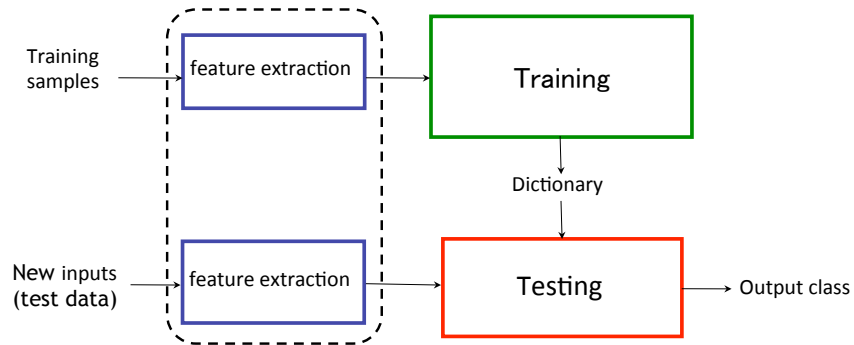 Training
samples
feature extraction
Training
Dictionary
New inputs
(test data)
feature extraction
Testing
Output class